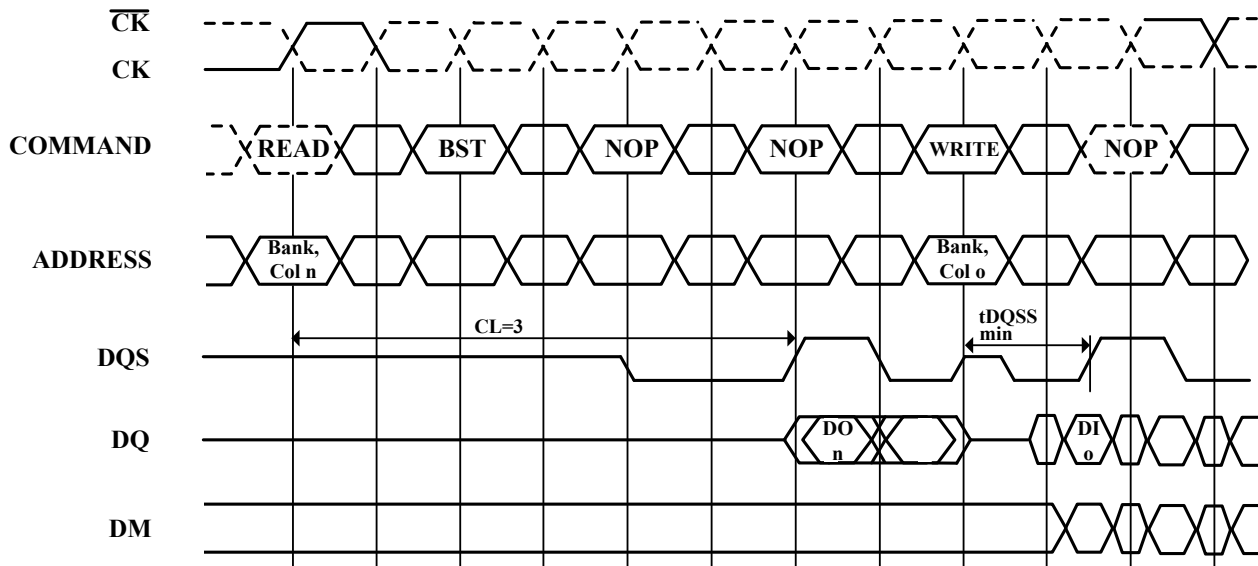 C̅K̅
CK
COMMAND
READ
BST
NOP
NOP
WRITE
NOP
ADDRESS
Bank,
Col n
Bank,
Col o
CL=3
tDQSS
min
DQS
DQ
DO
n
DI
o
DM